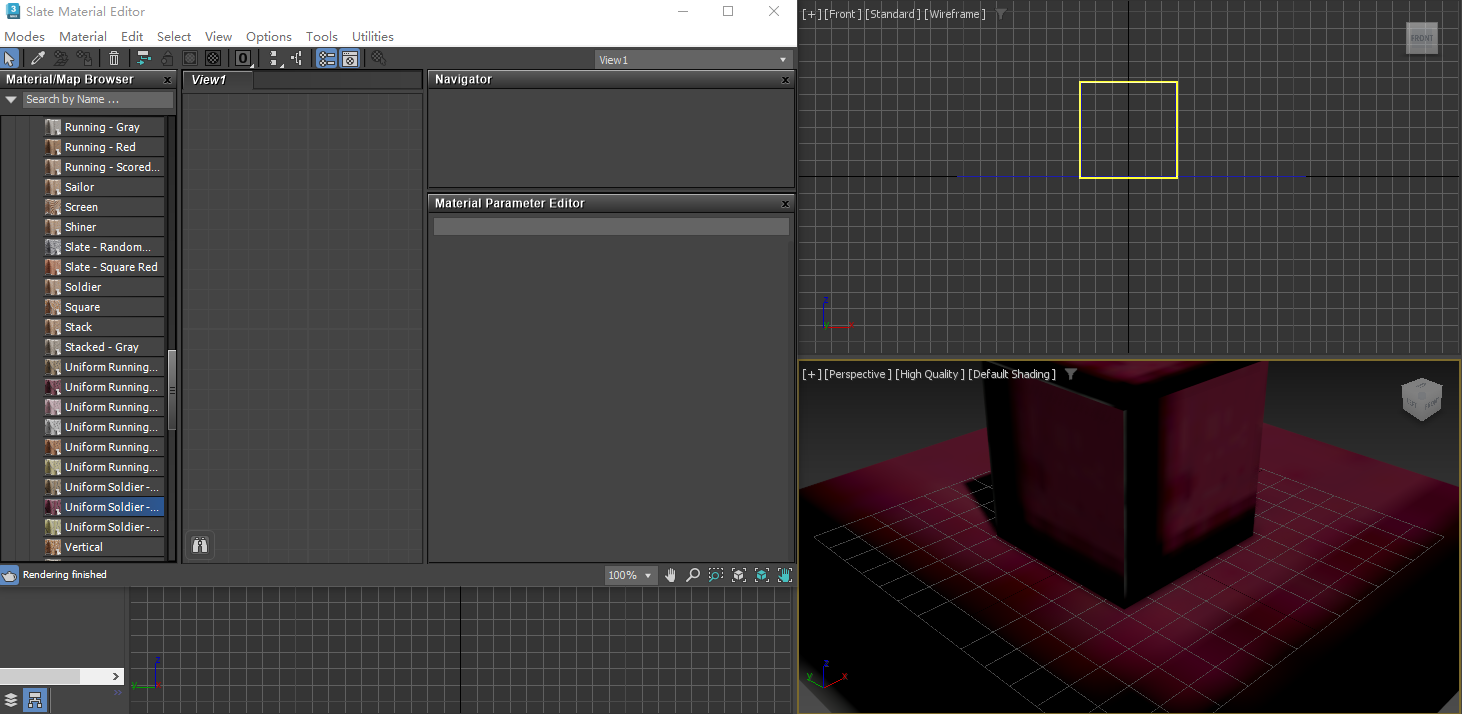 Slate Material Editor
Modes Material Edit Select View Options Tools Utilities
View1
Material/Map Browser
Search by Name ...
Running - Gray
Running - Red
Running - Scored...
Sailor
Screen
Shiner
Slate - Random...
Slate - Square Red
Soldier
Square
Stack
Stacked - Gray
Uniform Running...
Uniform Running...
Uniform Running...
Uniform Running...
Uniform Running...
Uniform Running...
Uniform Soldier -...
Uniform Soldier -...
Uniform Soldier -...
Vertical
View1
Navigator
Material Parameter Editor
Rendering finished
100%
z
y
x
[+] [Front] [Standard] [Wireframe]
FRONT
z
y
x
[+] [Perspective] [High Quality] [Default Shading]
LEFT
FRONT
z
y
x